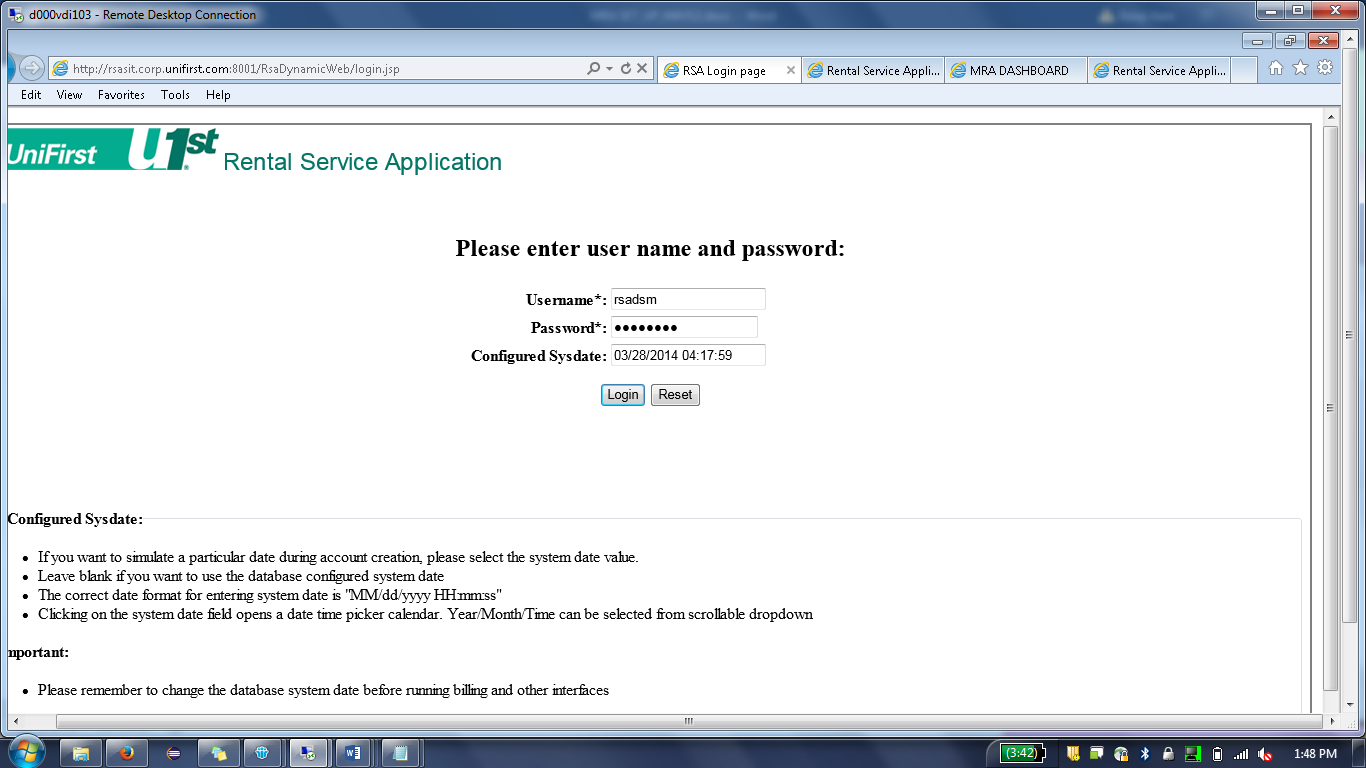 d000vdi103 - Remote Desktop Connection
http://rsasit.corp.unifirst.com:8001/RsaDynamicWeb/login.jsp
RSA Login page
Rental Service Appli...
MRA DASHBOARD
Rental Service Appli...
Edit View Favorites Tools Help
UniFirst U1st Rental Service Application
Please enter user name and password:
Username*: rsadsm
Password*: ●●●●●●●●
Configured Sysdate: 03/28/2014 04:17:59
Login Reset
Configured Sysdate:
If you want to simulate a particular date during account creation, please select the system date value.
Leave blank if you want to use the database configured system date
The correct date format for entering system date is "MM/dd/yyyy HH:mm:ss"
Clicking on the system date field opens a date time picker calendar. Year/Month/Time can be selected from scrollable dropdown
mportant:
Please remember to change the database system date before running billing and other interfaces
(3:42)
1:48 PM